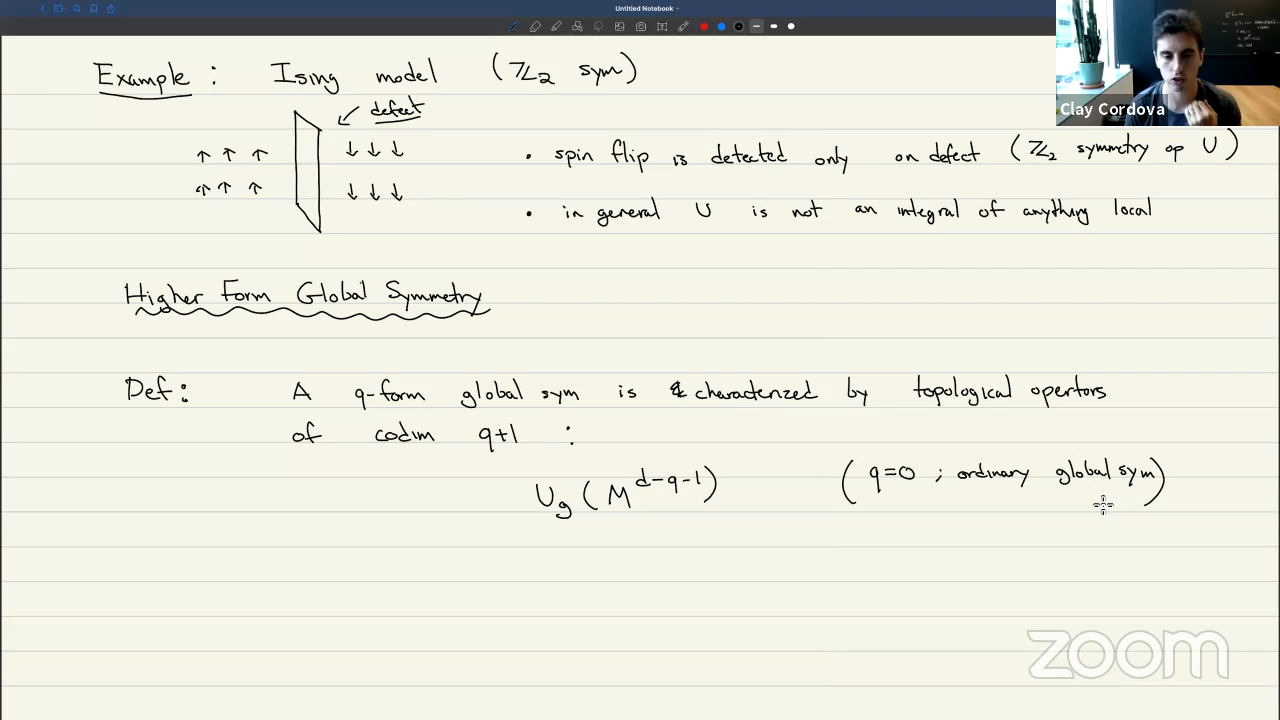 Untitled Notebook
Example : Ising model (ℤ₂ sym)
defect
Clay Cordova
• spin flip is detected only on defect (ℤ₂ symmetry op U)
• in general U is not an integral of anything local
Higher Form Global Symmetry
Def : A q-form global sym is characterized by topological opertors
of codim q+1 :
U_g (M^{d-q-1}) (q=0 ; ordinary global sym)
zoom